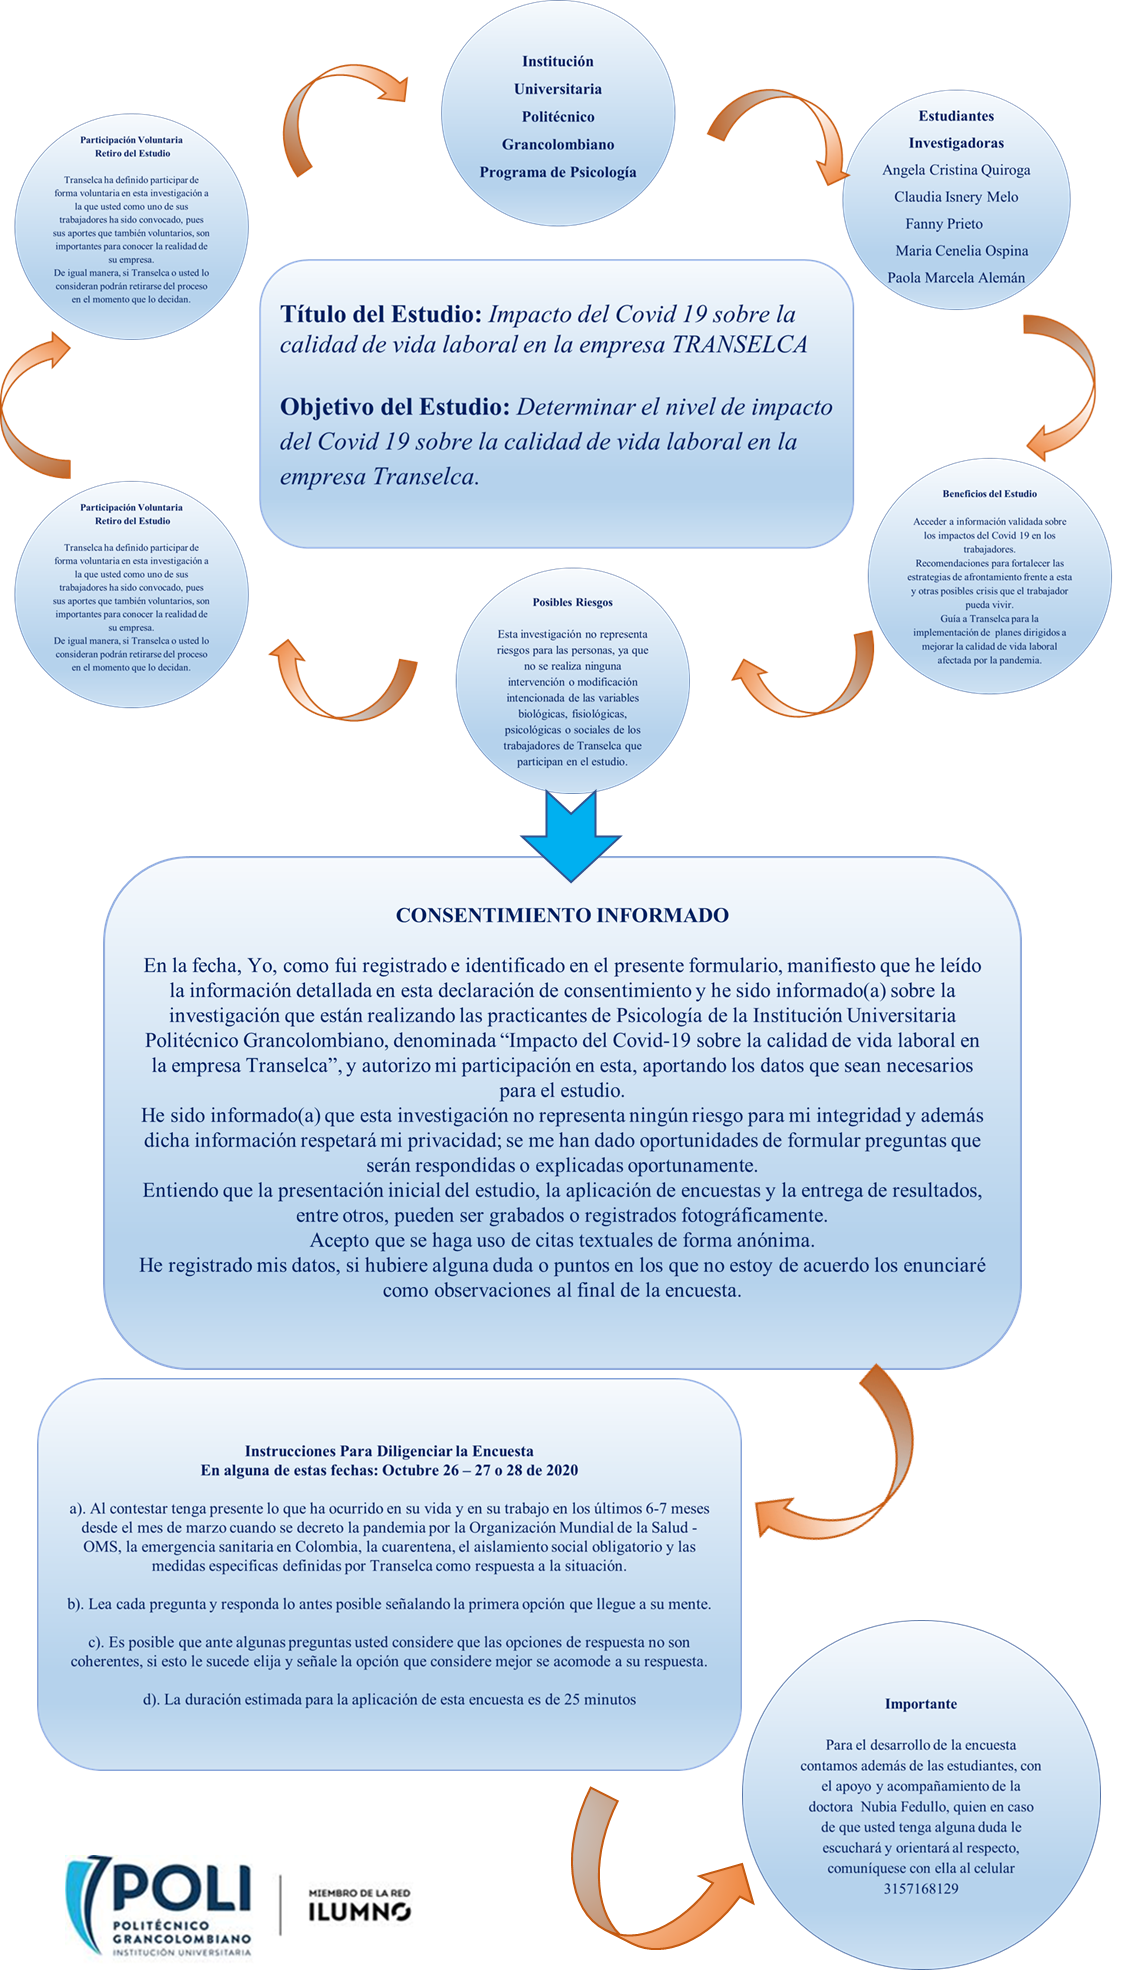 Institución
Universitaria
Politécnico
Grancolombiano
Programa de Psicología
Estudiantes
Investigadoras
Angela Cristina Quiroga
Claudia Isnery Melo
Fanny Prieto
Maria Cenelia Ospina
Paola Marcela Alemán
Participación Voluntaria
Retiro del Estudio
Transelca ha definido participar de
forma voluntaria en esta investigación a
la que usted como uno de sus
trabajadores ha sido convocado, pues
sus aportes que también voluntarios, son
importantes para conocer la realidad de
su empresa.
De igual manera, si Transelca o usted lo
consideran podrán retirarse del proceso
en el momento que lo decidan.
Título del Estudio: Impacto del Covid 19 sobre la
calidad de vida laboral en la empresa TRANSELCA
Objetivo del Estudio: Determinar el nivel de impacto
del Covid 19 sobre la calidad de vida laboral en la
empresa Transelca.
Beneficios del Estudio
Acceder a información validada sobre
los impactos del Covid 19 en los
trabajadores.
Recomendaciones para fortalecer las
estrategias de afrontamiento frente a esta
y otras posibles crisis que el trabajador
pueda vivir.
Guía a Transelca para la
implementación de planes dirigidos a
mejorar la calidad de vida laboral
afectada por la pandemia.
Participación Voluntaria
Retiro del Estudio
Transelca ha definido participar de
forma voluntaria en esta investigación a
la que usted como uno de sus
trabajadores ha sido convocado, pues
sus aportes que también voluntarios, son
importantes para conocer la realidad de
su empresa.
De igual manera, si Transelca o usted lo
consideran podrán retirarse del proceso
en el momento que lo decidan.
Posibles Riesgos
Esta investigación no representa
riesgos para las personas, ya que
no se realiza ninguna
intervención o modificación
intencionada de las variables
biológicas, fisiológicas,
psicológicas o sociales de los
trabajadores de Transelca que
participan en el estudio.
CONSENTIMIENTO INFORMADO
En la fecha, Yo, como fui registrado e identificado en el presente formulario, manifiesto que he leído
la información detallada en esta declaración de consentimiento y he sido informado(a) sobre la
investigación que están realizando las practicantes de Psicología de la Institución Universitaria
Politécnico Grancolombiano, denominada “Impacto del Covid-19 sobre la calidad de vida laboral en
la empresa Transelca”, y autorizo mi participación en esta, aportando los datos que sean necesarios
para el estudio.
He sido informado(a) que esta investigación no representa ningún riesgo para mi integridad y además
dicha información respetará mi privacidad; se me han dado oportunidades de formular preguntas que
serán respondidas o explicadas oportunamente.
Entiendo que la presentación inicial del estudio, la aplicación de encuestas y la entrega de resultados,
entre otros, pueden ser grabados o registrados fotográficamente.
Acepto que se haga uso de citas textuales de forma anónima.
He registrado mis datos, si hubiere alguna duda o puntos en los que no estoy de acuerdo los enunciaré
como observaciones al final de la encuesta.
Instrucciones Para Diligenciar la Encuesta
En alguna de estas fechas: Octubre 26 – 27 o 28 de 2020
a). Al contestar tenga presente lo que ha ocurrido en su vida y en su trabajo en los últimos 6-7 meses
desde el mes de marzo cuando se decreto la pandemia por la Organización Mundial de la Salud -
OMS, la emergencia sanitaria en Colombia, la cuarentena, el aislamiento social obligatorio y las
medidas especificas definidas por Transelca como respuesta a la situación.
b). Lea cada pregunta y responda lo antes posible señalando la primera opción que llegue a su mente.
c). Es posible que ante algunas preguntas usted considere que las opciones de respuesta no son
coherentes, si esto le sucede elija y señale la opción que considere mejor se acomode a su respuesta.
d). La duración estimada para la aplicación de esta encuesta es de 25 minutos
Importante
Para el desarrollo de la encuesta
contamos además de las estudiantes, con
el apoyo y acompañamiento de la
doctora Nubia Fedullo, quien en caso
de que usted tenga alguna duda le
escuchará y orientará al respecto,
comuníquese con ella al celular
3157168129
POLI
POLITÉCNICO
GRANCOLOMBIANO
INSTITUCIÓN UNIVERSITARIA
MIEMBRO DE LA RED
ILUMNO